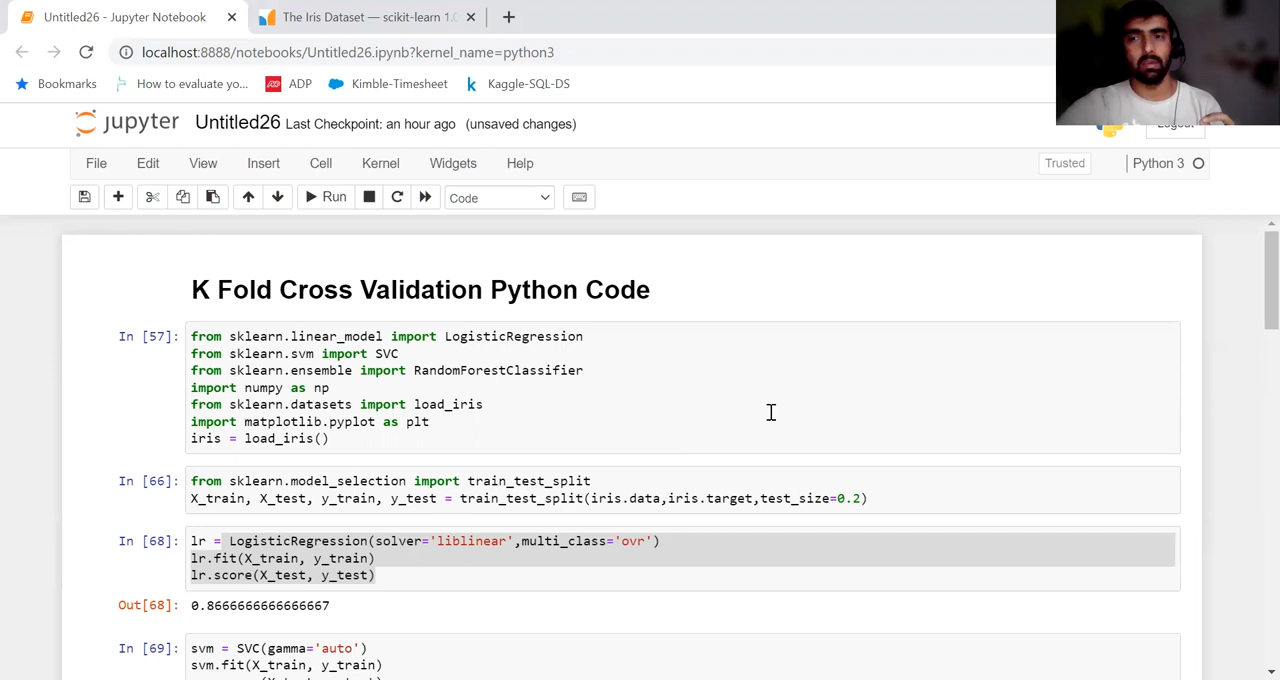 Untitled26 - Jupyter Notebook
The Iris Dataset — scikit-learn 1.0
localhost:8888/notebooks/Untitled26.ipynb?kernel_name=python3
Bookmarks How to evaluate yo... ADP Kimble-Timesheet Kaggle-SQL-DS
jupyter Untitled26 Last Checkpoint: an hour ago (unsaved changes)
File Edit View Insert Cell Kernel Widgets Help Trusted Python 3
Run Code
K Fold Cross Validation Python Code
In [57]: from sklearn.linear_model import LogisticRegression
from sklearn.svm import SVC
from sklearn.ensemble import RandomForestClassifier
import numpy as np
from sklearn.datasets import load_iris
import matplotlib.pyplot as plt
iris = load_iris()
In [66]: from sklearn.model_selection import train_test_split
X_train, X_test, y_train, y_test = train_test_split(iris.data,iris.target,test_size=0.2)
In [68]: lr = LogisticRegression(solver='liblinear',multi_class='ovr')
lr.fit(X_train, y_train)
lr.score(X_test, y_test)
Out[68]: 0.8666666666666667
In [69]: svm = SVC(gamma='auto')
svm.fit(X_train, y_train)